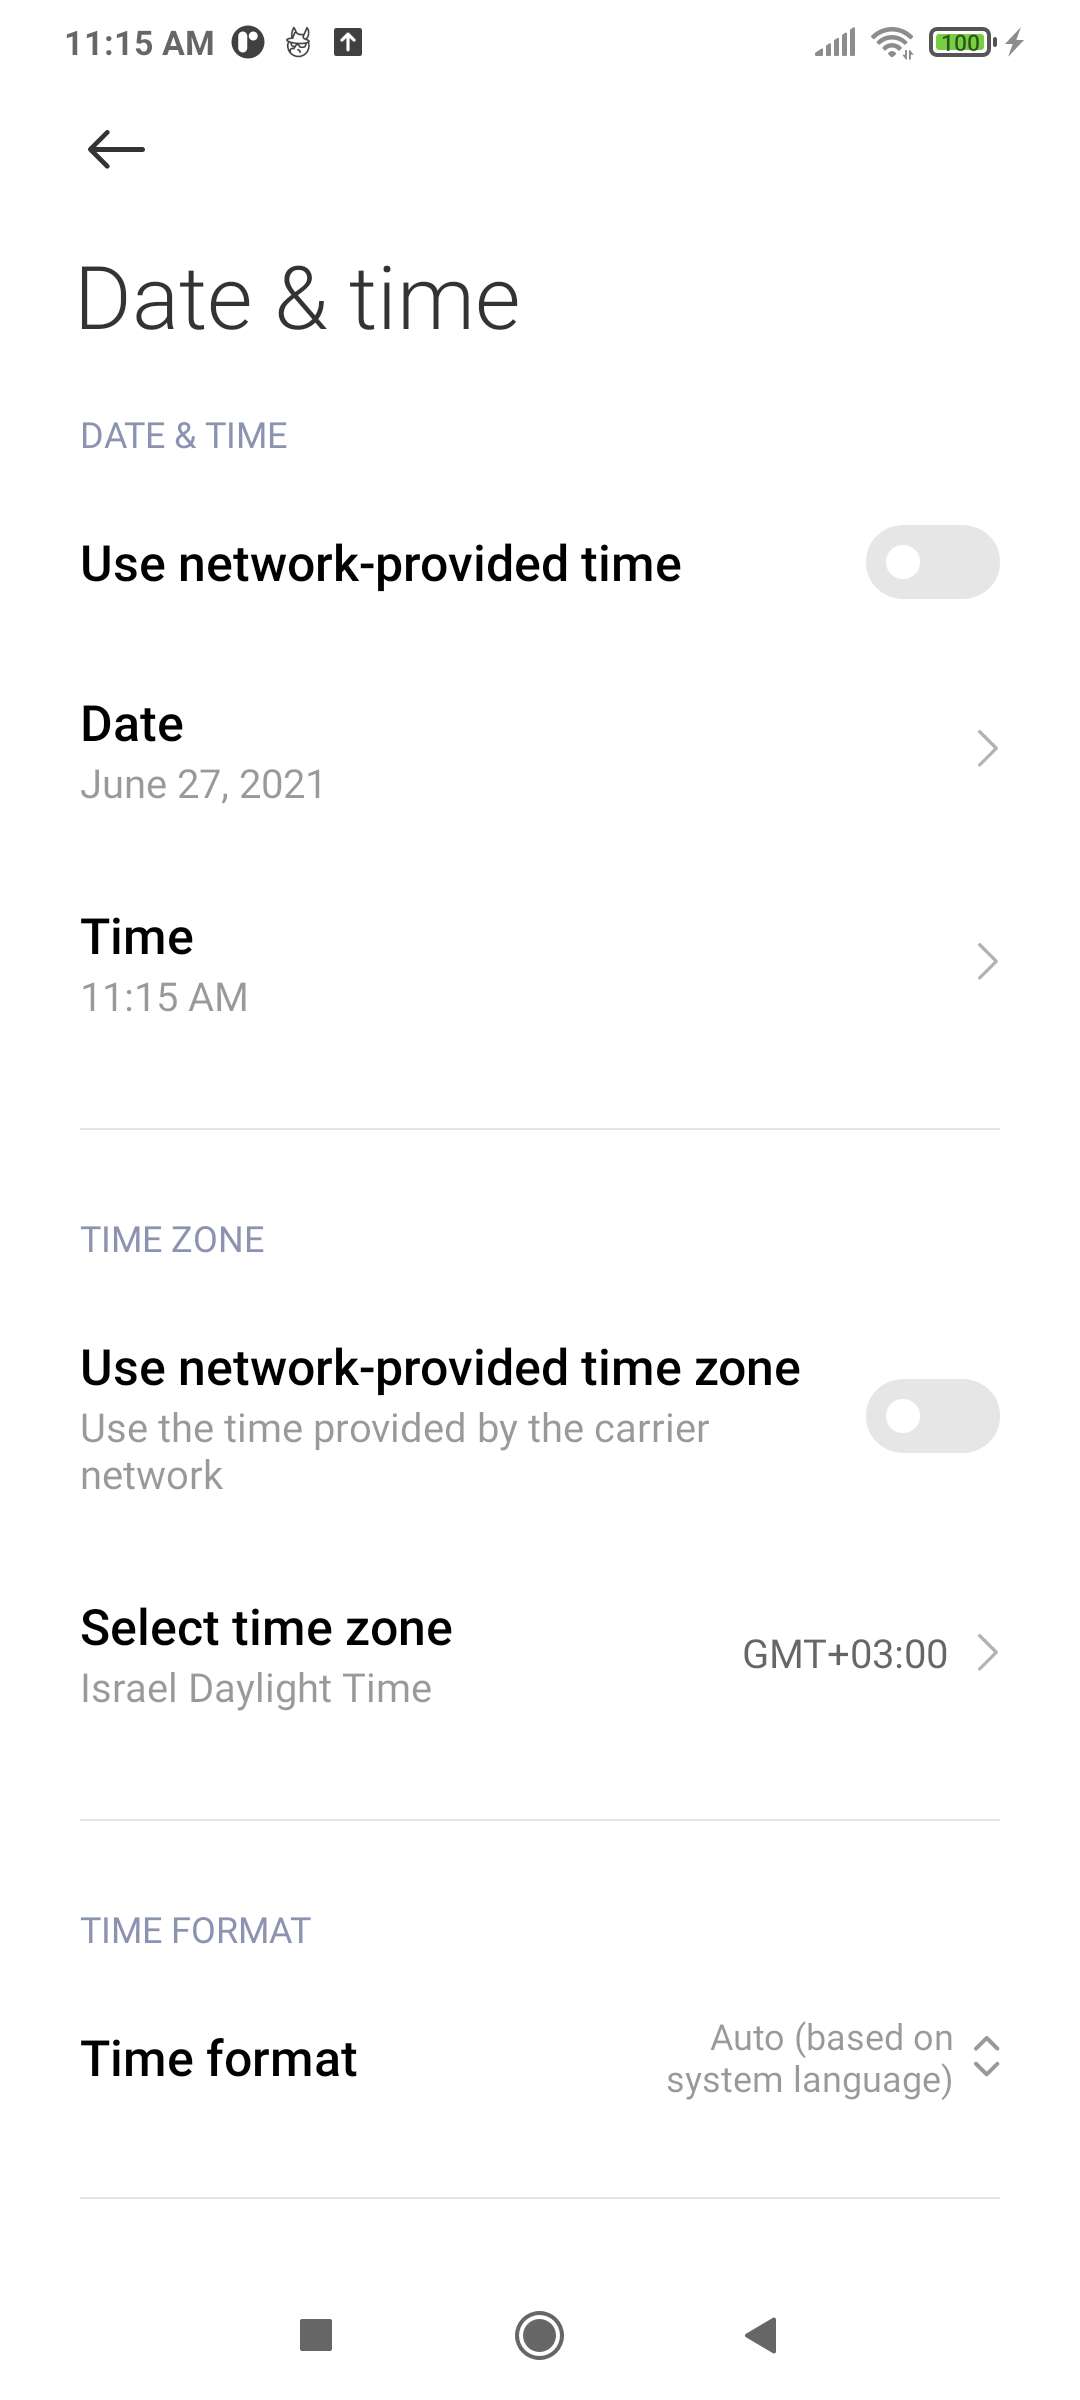 11:15 AM
100
Date & time
DATE & TIME
Use network-provided time
Date
June 27, 2021
Time
11:15 AM
TIME ZONE
Use network-provided time zone
Use the time provided by the carrier
network
Select time zone
Israel Daylight Time
GMT+03:00
TIME FORMAT
Time format
Auto (based on
system language)